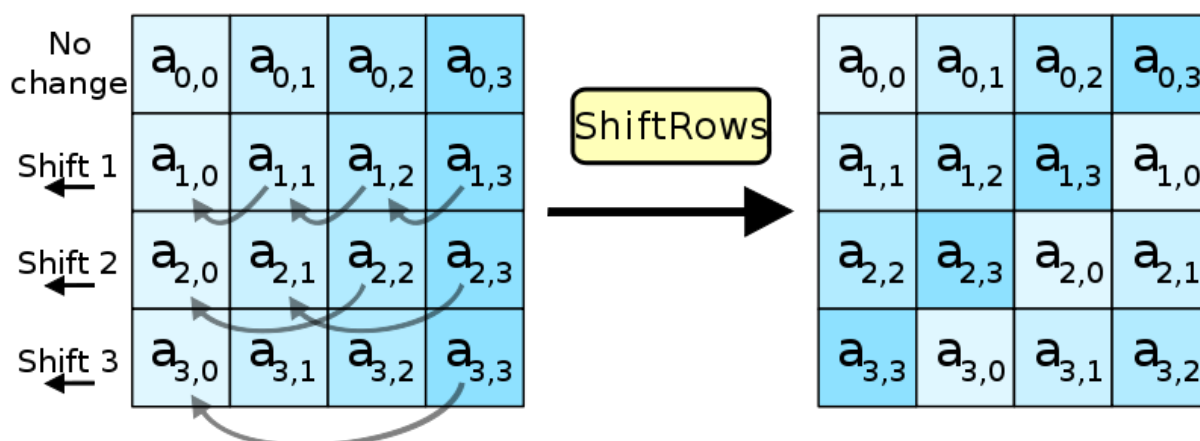 No
change
a0,0 a0,1 a0,2 a0,3
a0,0 a0,1 a0,2 a0,3
ShiftRows
Shift 1
a1,0 a1,1 a1,2 a1,3
a1,1 a1,2 a1,3 a1,0
Shift 2
a2,0 a2,1 a2,2 a2,3
a2,2 a2,3 a2,0 a2,1
Shift 3
a3,0 a3,1 a3,2 a3,3
a3,3 a3,0 a3,1 a3,2